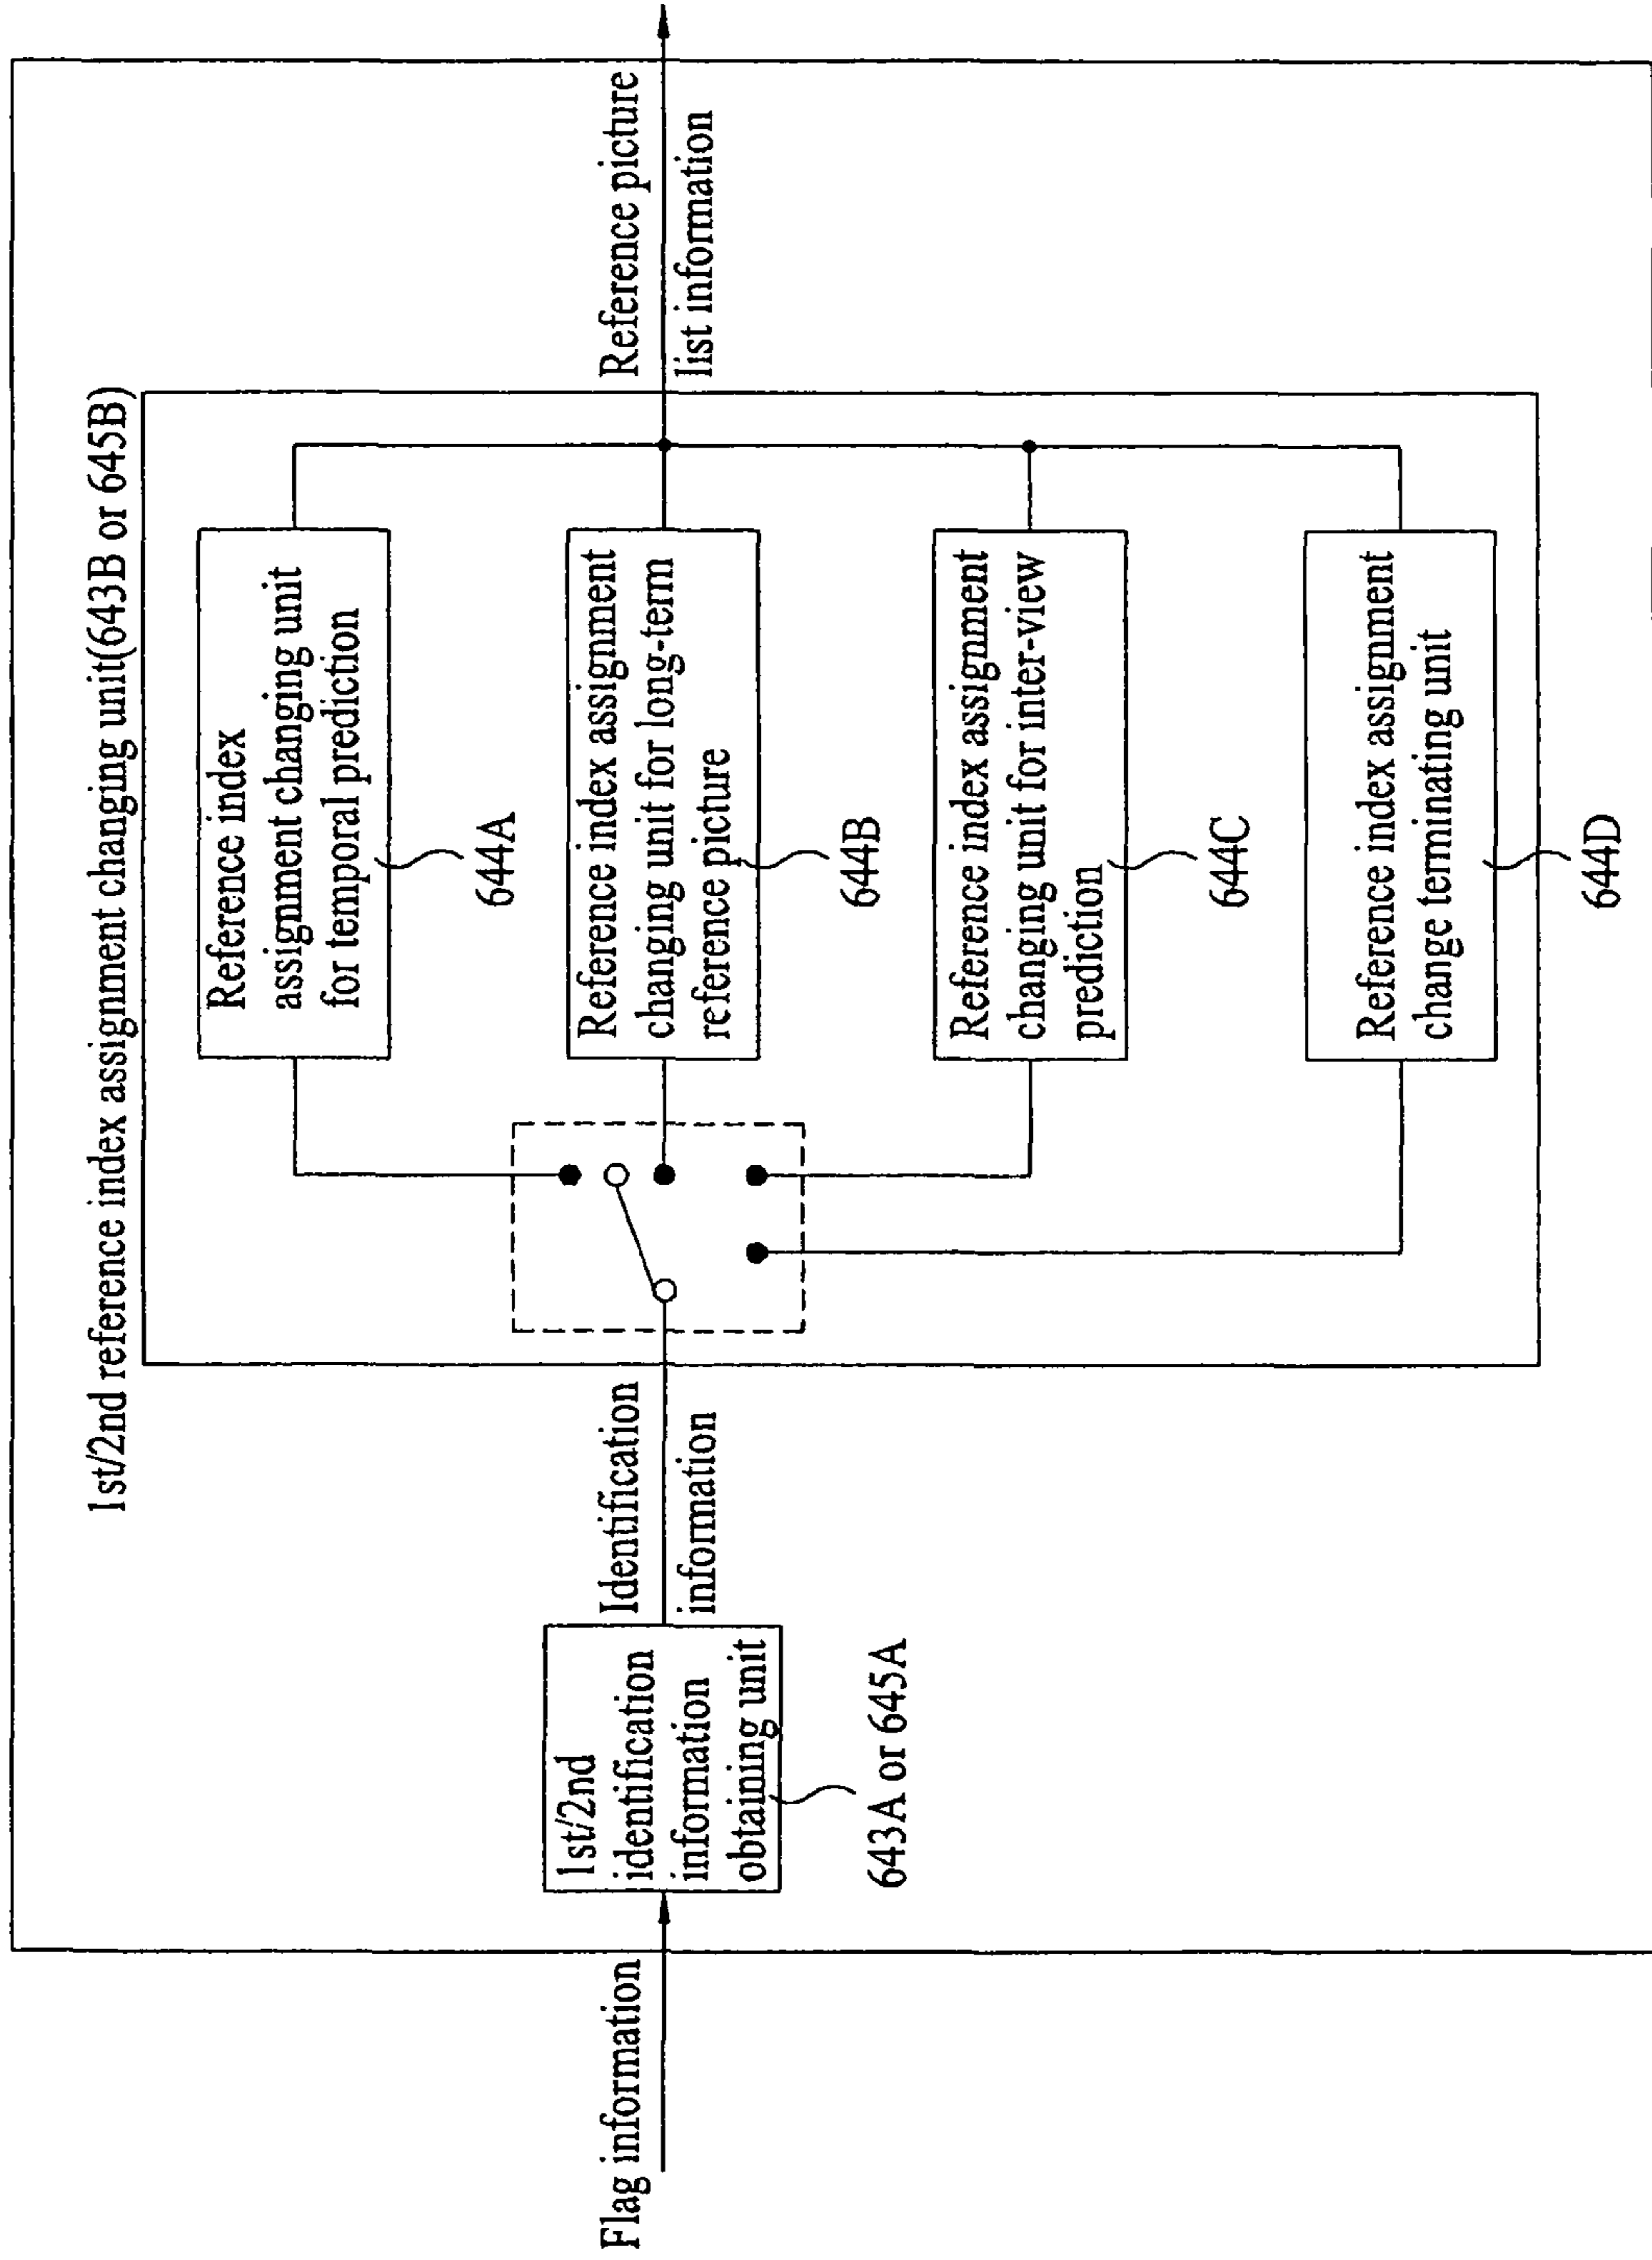 1st/2nd reference index assignment changing unit(643B or 645B)
Flag information
1st/2nd
identification
information
obtaining unit
643A or 645A
Identification
information
Reference index
assignment changing unit
for temporal prediction
644A
Reference index assignment
changing unit for long-term
reference picture
644B
Reference index assignment
changing unit for inter-view
prediction
644C
Reference index assignment
change terminating unit
644D
Reference picture
list information